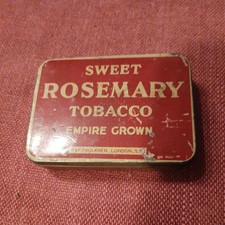 SWEET
ROSEMARY
TOBACCO
EMPIRE GROWN
LONDON, S.E.